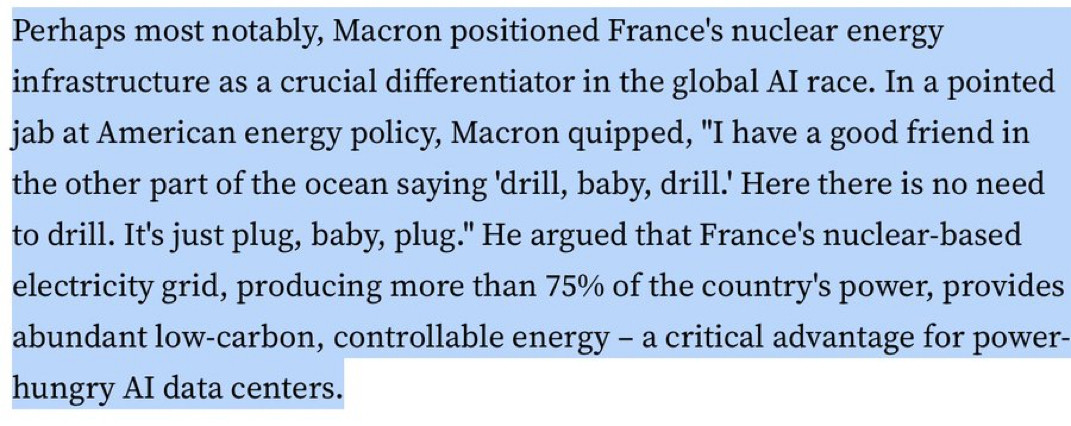 Perhaps most notably, Macron positioned France's nuclear energy
infrastructure as a crucial differentiator in the global AI race. In a pointed
jab at American energy policy, Macron quipped, "I have a good friend in
the other part of the ocean saying 'drill, baby, drill.' Here there is no need
to drill. It's just plug, baby, plug." He argued that France's nuclear-based
electricity grid, producing more than 75% of the country's power, provides
abundant low-carbon, controllable energy – a critical advantage for power-
hungry AI data centers.